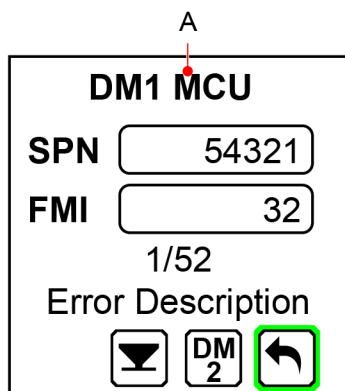 A
DM1 MCU
SPN 54321
FMI 32
1/52
Error Description
DM
2